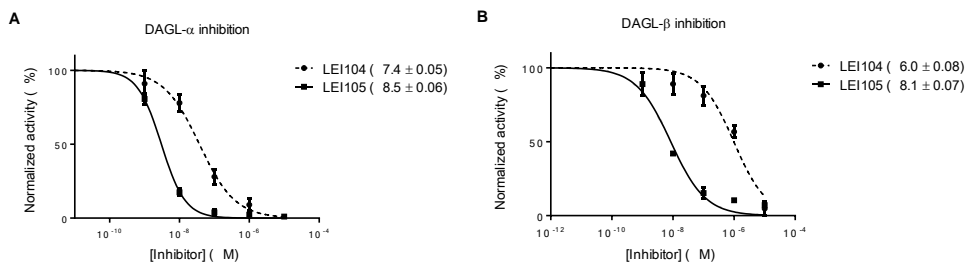 A
DAGL-α inhibition
Normalized activity ( %)
100
50
0
10⁻¹⁰
10⁻⁸
10⁻⁶
10⁻⁴
[Inhibitor] ( M)
LEI104 ( 7.4 ± 0.05)
LEI105 ( 8.5 ± 0.06)
B
DAGL-β inhibition
Normalized activity ( %)
100
50
0
10⁻¹²
10⁻¹⁰
10⁻⁸
10⁻⁶
10⁻⁴
[Inhibitor] ( M)
LEI104 ( 6.0 ± 0.08)
LEI105 ( 8.1 ± 0.07)